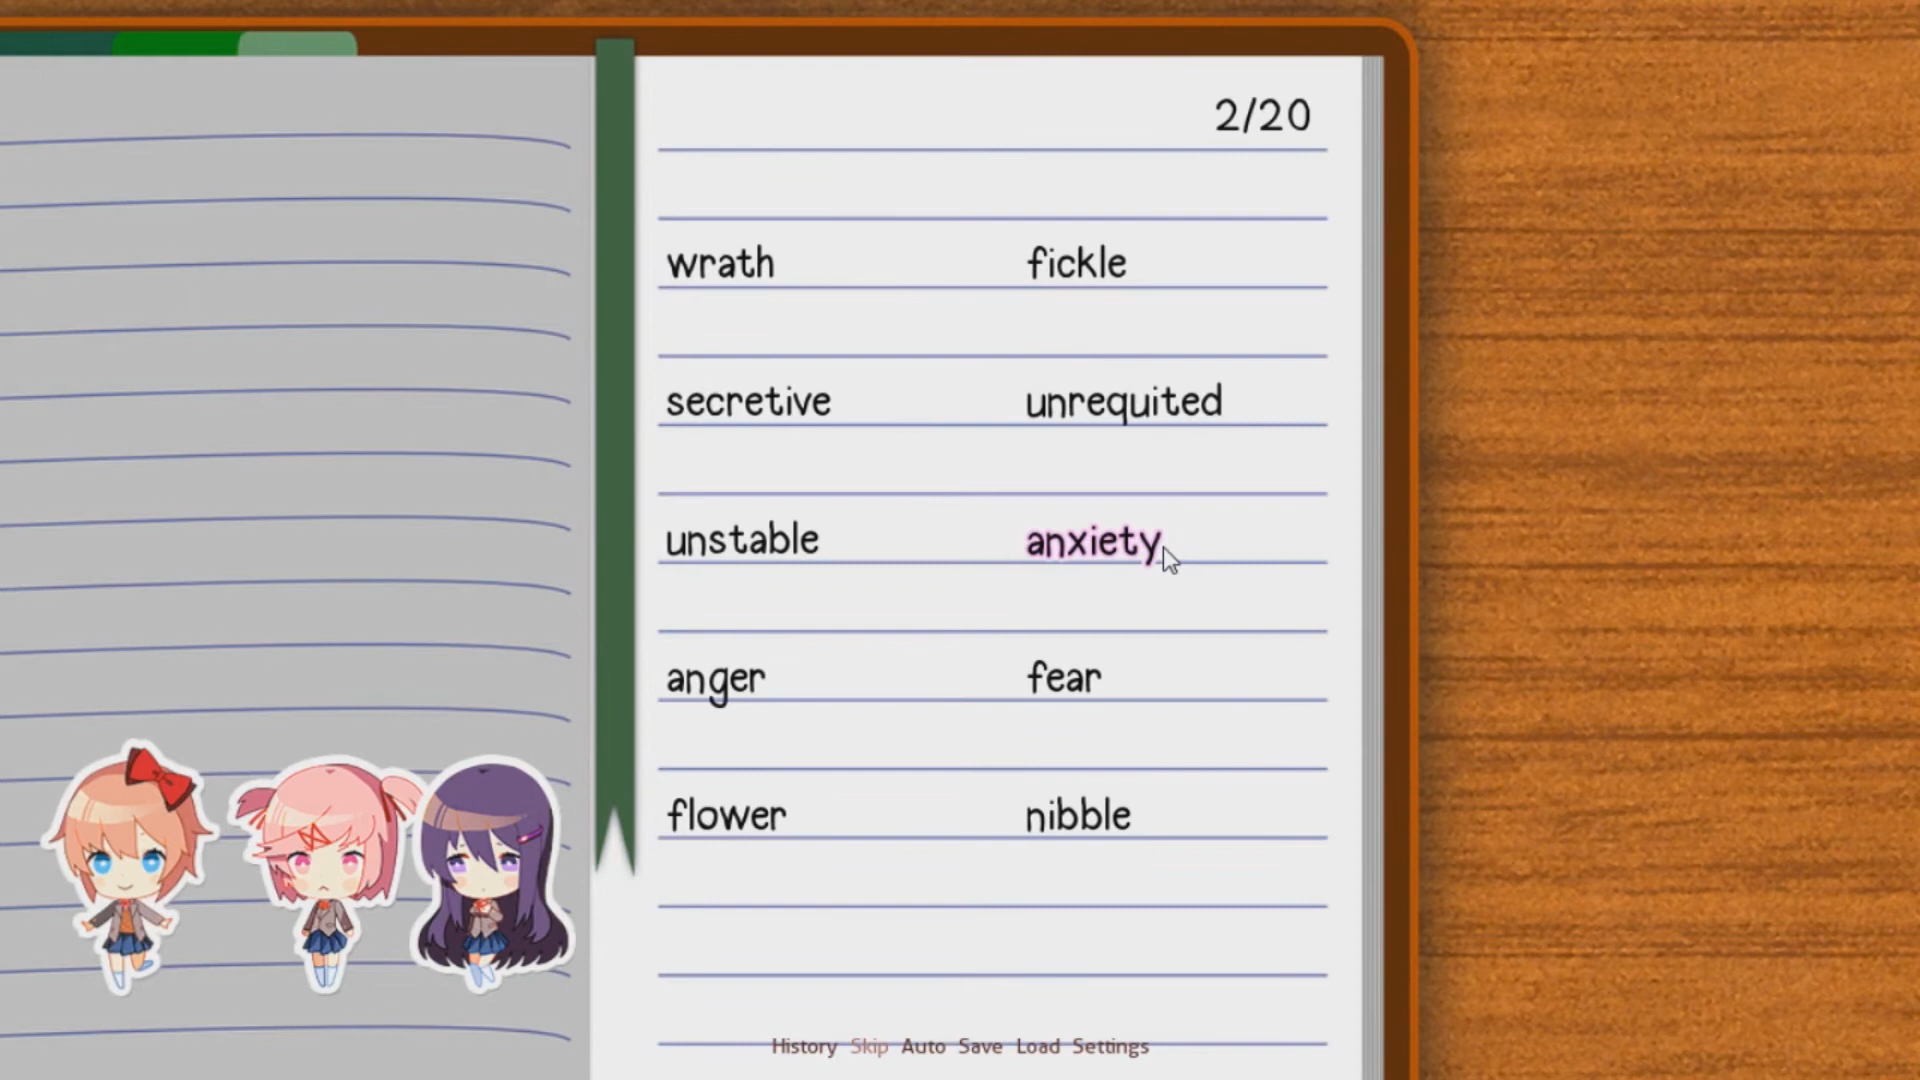 2/20
wrath fickle
secretive unrequited
unstable anxiety
anger fear
flower nibble
History Skip Auto Save Load Settings